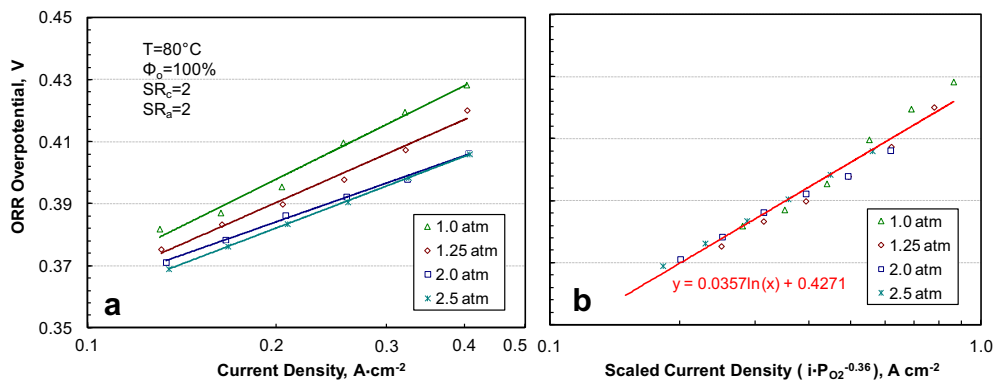 ORR Overpotential, V
0.45
0.43
0.41
0.39
0.37
0.35
T=80°C
Φo=100%
SRc=2
SRa=2
1.0 atm
1.25 atm
2.0 atm
2.5 atm
a
0.1
0.2
0.3
0.4
0.5
Current Density, A·cm-2
y = 0.0357ln(x) + 0.4271
1.0 atm
1.25 atm
2.0 atm
2.5 atm
b
0.1
1.0
Scaled Current Density ( i·PO2-0.36), A cm-2